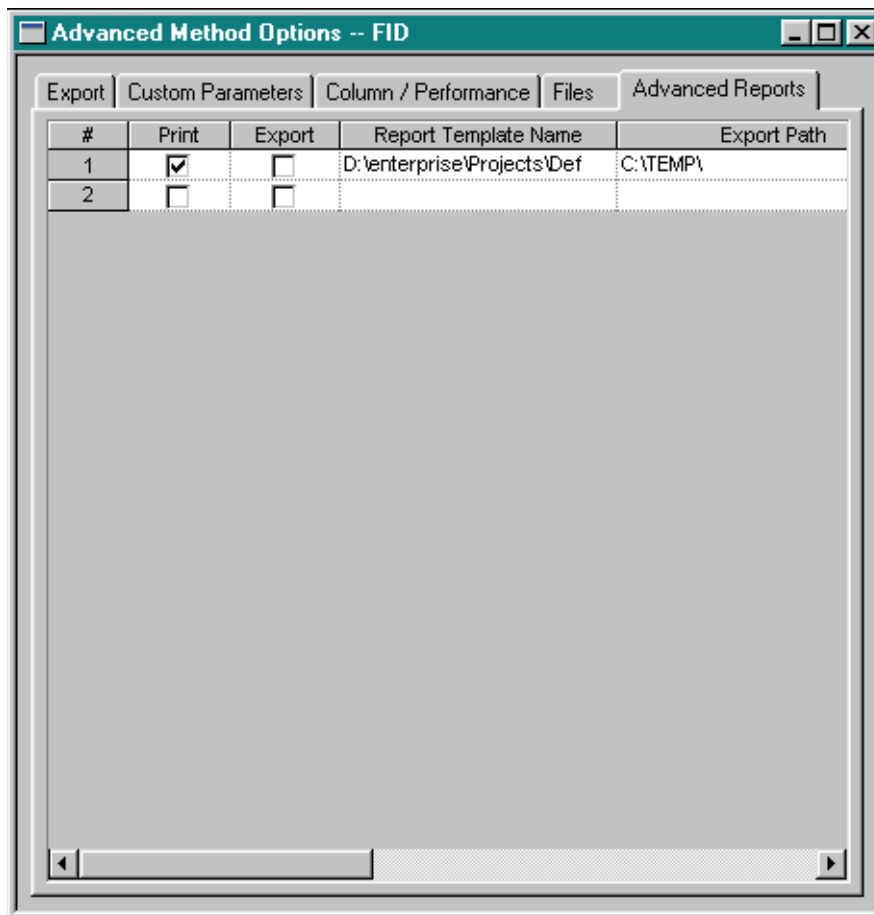 Advanced Method Options -- FID
Export Custom Parameters Column / Performance Files Advanced Reports
# Print Export Report Template Name Export Path
1 D:\enterprise\Projects\Def C:\TEMP\
2